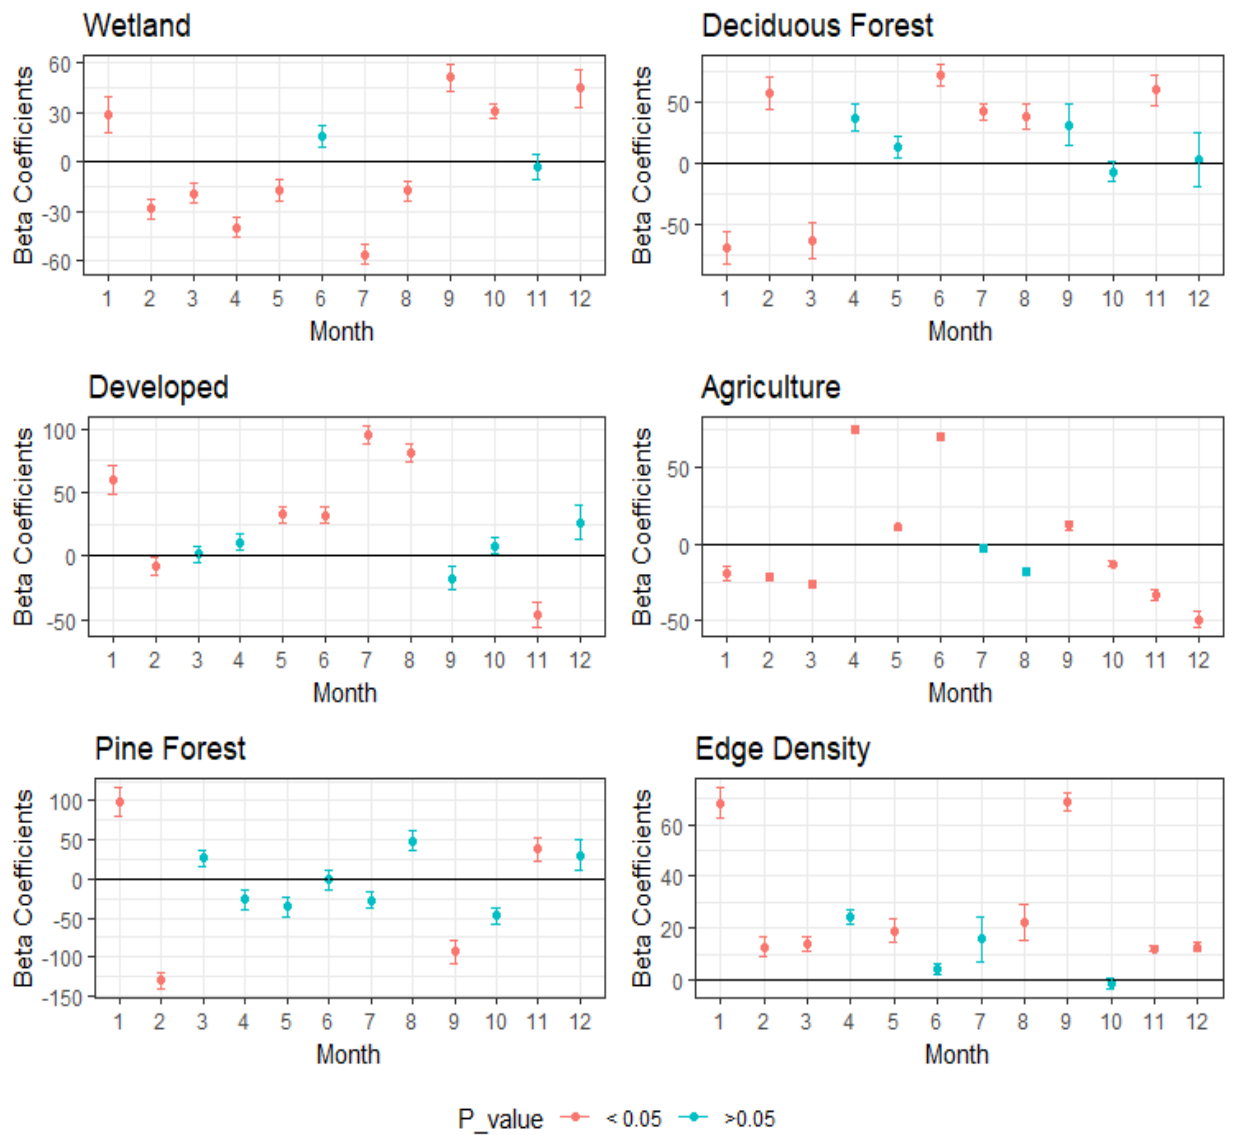 Wetland
Beta Coefficients
60
30
0
-30
-60
1 2 3 4 5 6 7 8 9 10 11 12
Month
Deciduous Forest
Beta Coefficients
50
0
-50
1 2 3 4 5 6 7 8 9 10 11 12
Month
Developed
Beta Coefficients
100
50
0
-50
1 2 3 4 5 6 7 8 9 10 11 12
Month
Agriculture
Beta Coefficients
50
0
-50
1 2 3 4 5 6 7 8 9 10 11 12
Month
Pine Forest
Beta Coefficients
100
50
0
-50
-100
-150
1 2 3 4 5 6 7 8 9 10 11 12
Month
Edge Density
Beta Coefficients
60
40
20
0
1 2 3 4 5 6 7 8 9 10 11 12
Month
P_value < 0.05 >0.05